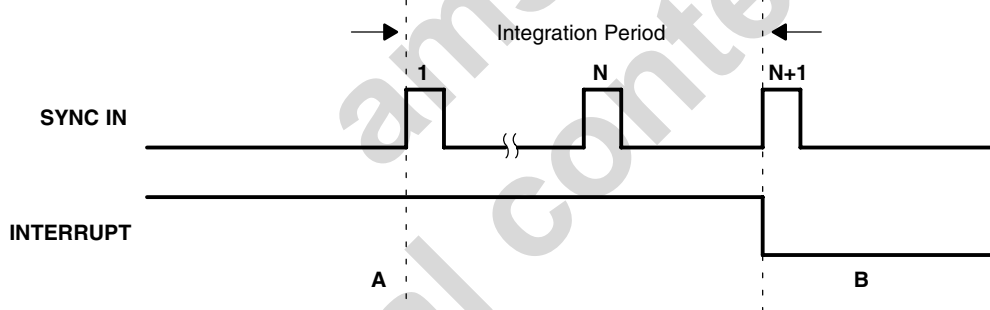 Integration Period
1 N N+1
SYNC IN
INTERRUPT
A B